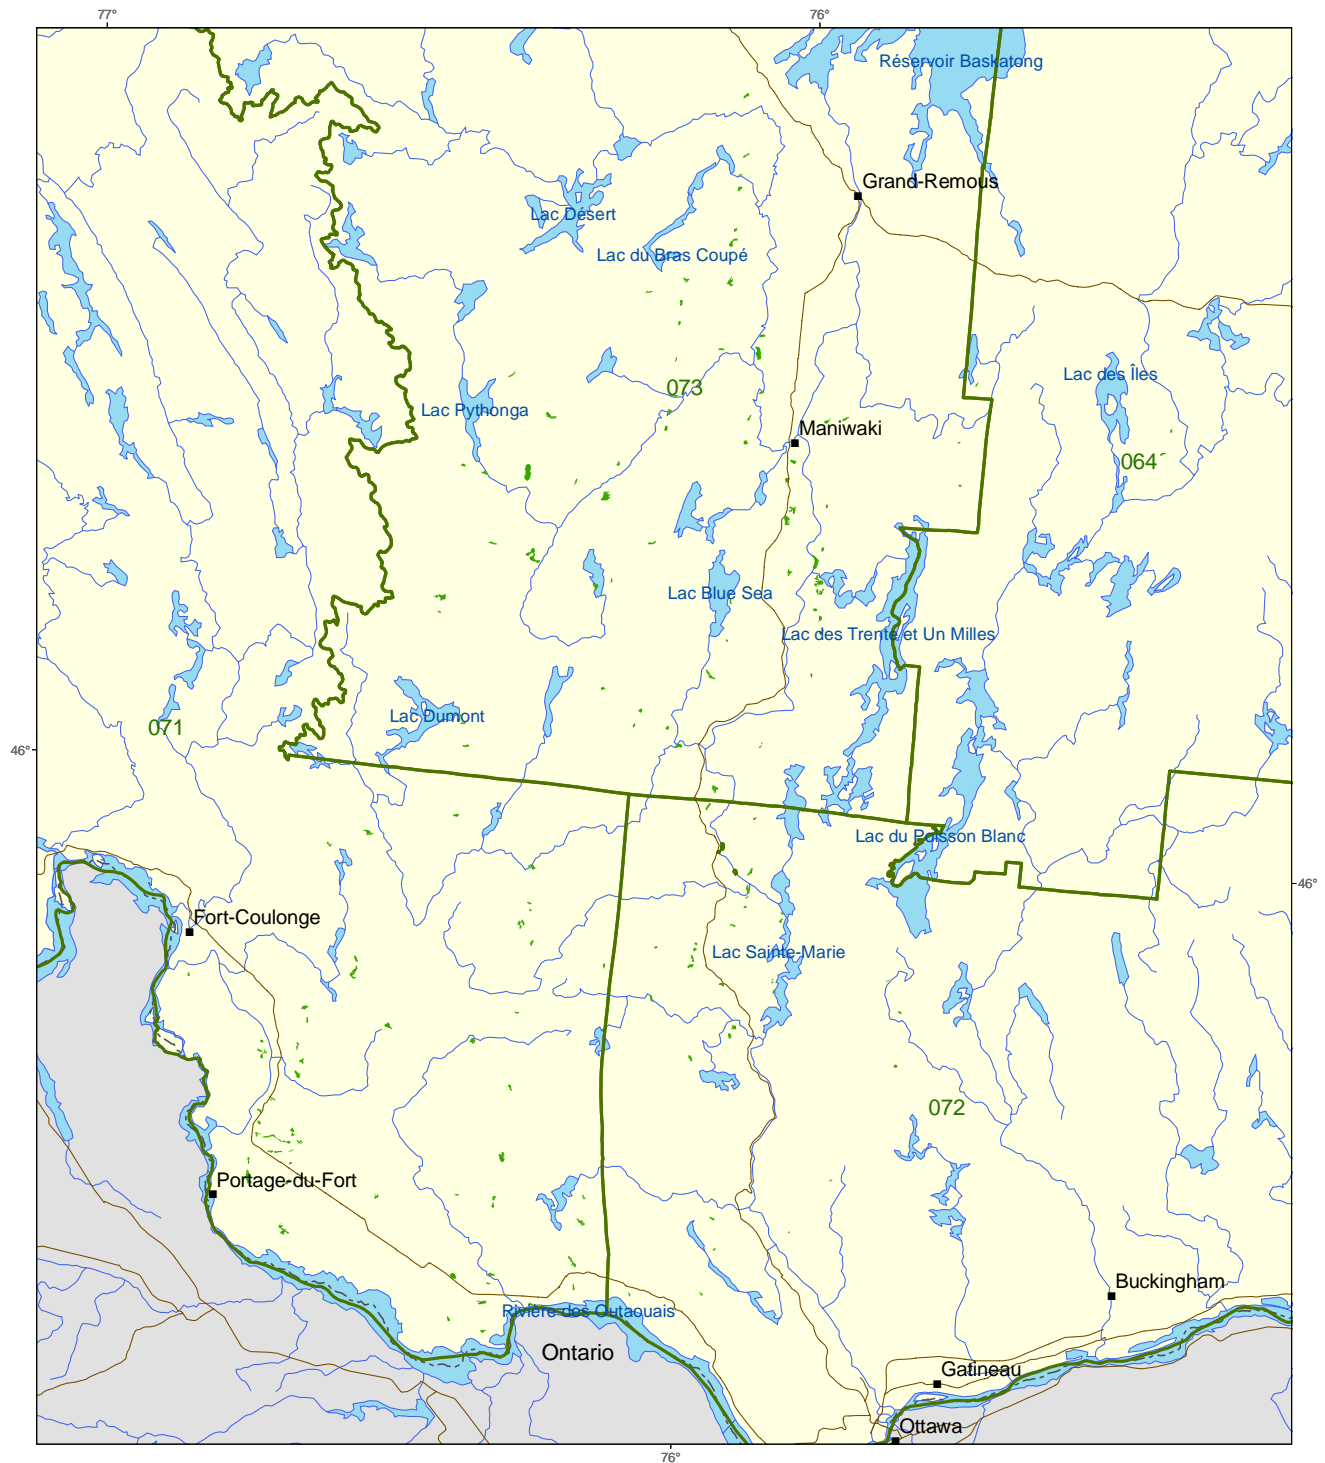 77°
76°
Réservoir Baskatong
Grand-Remous
Lac Désert
Lac du Bras Coupé
Lac des Îles
073
Lac Pythonga
Maniwaki
064
Lac Blue Sea
Lac des Trente et Un Milles
Lac Dumont
071
46°
Lac du Poisson Blanc
46°
Fort-Coulonge
Lac Sainte-Marie
072
Portage-du-Fort
Buckingham
Rivière des Outaouais
Ontario
Gatineau
Ottawa
76°